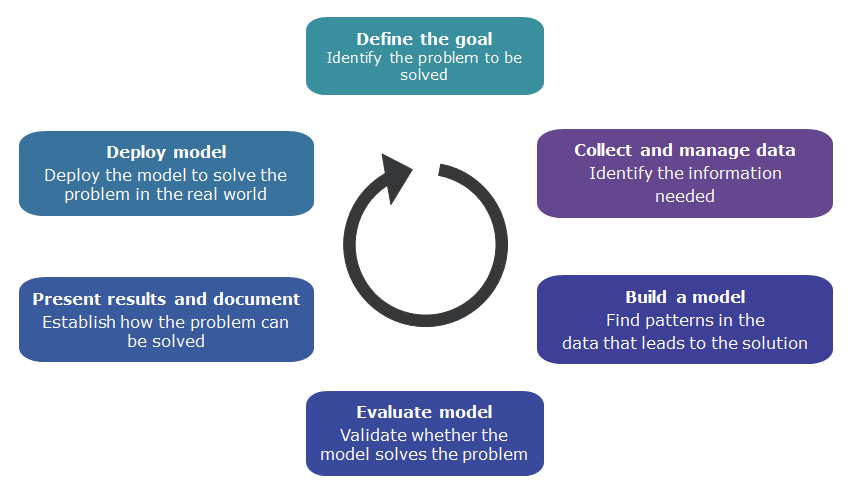 Define the goal
Identify the problem to be
solved
Collect and manage data
Identify the information
needed
Build a model
Find patterns in the
data that leads to the solution
Evaluate model
Validate whether the
model solves the problem
Present results and document
Establish how the problem can
be solved
Deploy model
Deploy the model to solve the
problem in the real world